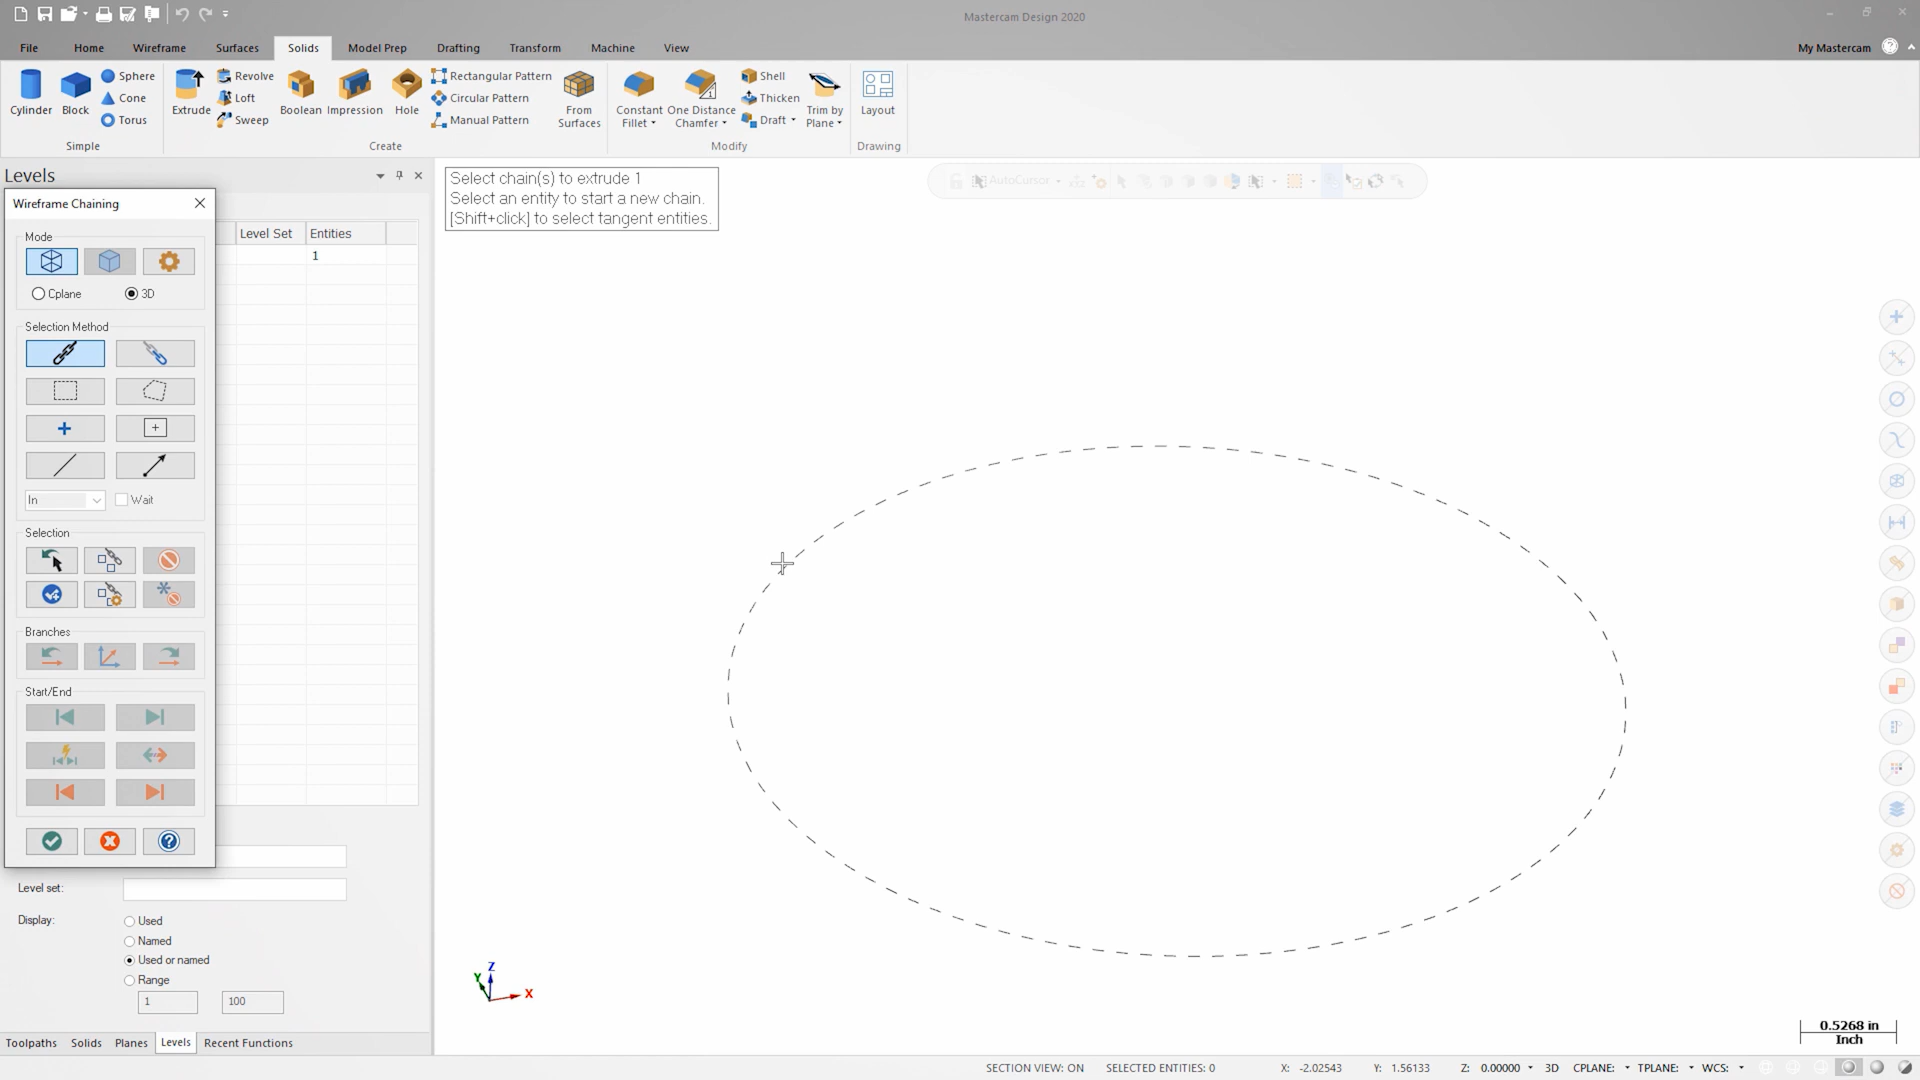 Mastercam Design 2020
File Home Wireframe Surfaces Solids Model Prep Drafting Transform Machine View My Mastercam
Cylinder Block Sphere Cone Torus
Simple
Extrude Revolve Loft Sweep Boolean Impression Hole Rectangular Pattern Circular Pattern Manual Pattern From Surfaces
Create
Constant Fillet One Distance Chamfer Shell Thicken Draft Trim by Plane
Modify
Layout
Drawing
Levels
Wireframe Chaining
Level Set Entities
1
Mode
Cplane 3D
Selection Method
In Wait
Selection
Branches
Start/End
Level set:
Display: Used
Named
Used or named
Range
1 100
Toolpaths Solids Planes Levels Recent Functions
Select chain(s) to extrude 1
Select an entity to start a new chain.
[Shift+click] to select tangent entities.
AutoCursor
Z
Y
X
0.5268 in
Inch
SECTION VIEW: ON SELECTED ENTITIES: 0 X: -2.02543 Y: 1.56133 Z: 0.00000 3D CPLANE: TPLANE: WCS: